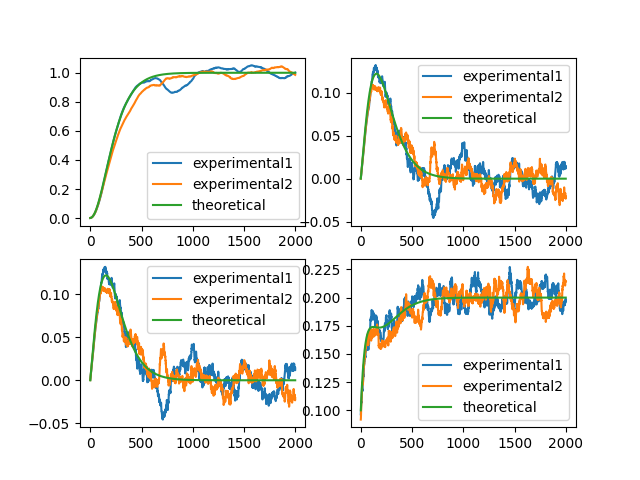 1.0
0.8
0.6
0.4
0.2
0.0
0 500 1000 1500 2000
experimental1
experimental2
theoretical
0.10
0.05
0.00
−0.05
0 500 1000 1500 2000
experimental1
experimental2
theoretical
0.10
0.05
0.00
−0.05
0 500 1000 1500 2000
experimental1
experimental2
theoretical
0.225
0.200
0.175
0.150
0.125
0.100
0 500 1000 1500 2000
experimental1
experimental2
theoretical